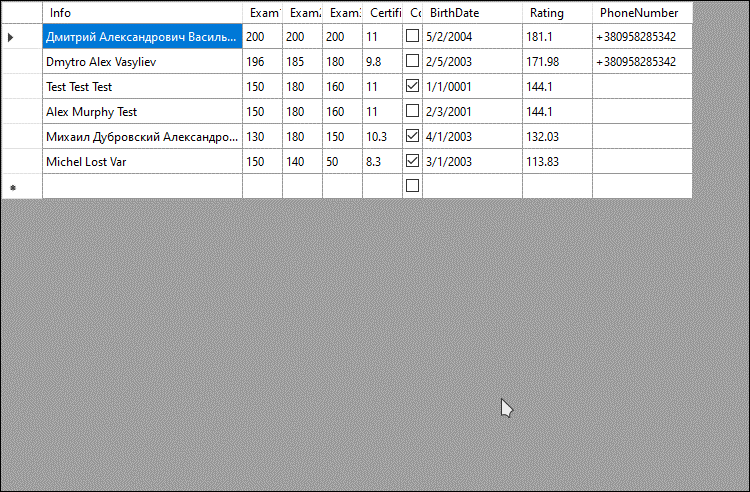 Info Exam1 Exam2 Exam3 Certifi Co BirthDate Rating PhoneNumber
Дмитрий Александрович Василь... 200 200 200 11 5/2/2004 181.1 +380958285342
Dmytro Alex Vasyliev 196 185 180 9.8 2/5/2003 171.98 +380958285342
Test Test Test 150 180 160 11 1/1/0001 144.1
Alex Murphy Test 150 180 160 11 2/3/2001 144.1
Михаил Дубровский Александро... 130 180 150 10.3 4/1/2003 132.03
Michel Lost Var 150 140 50 8.3 3/1/2003 113.83